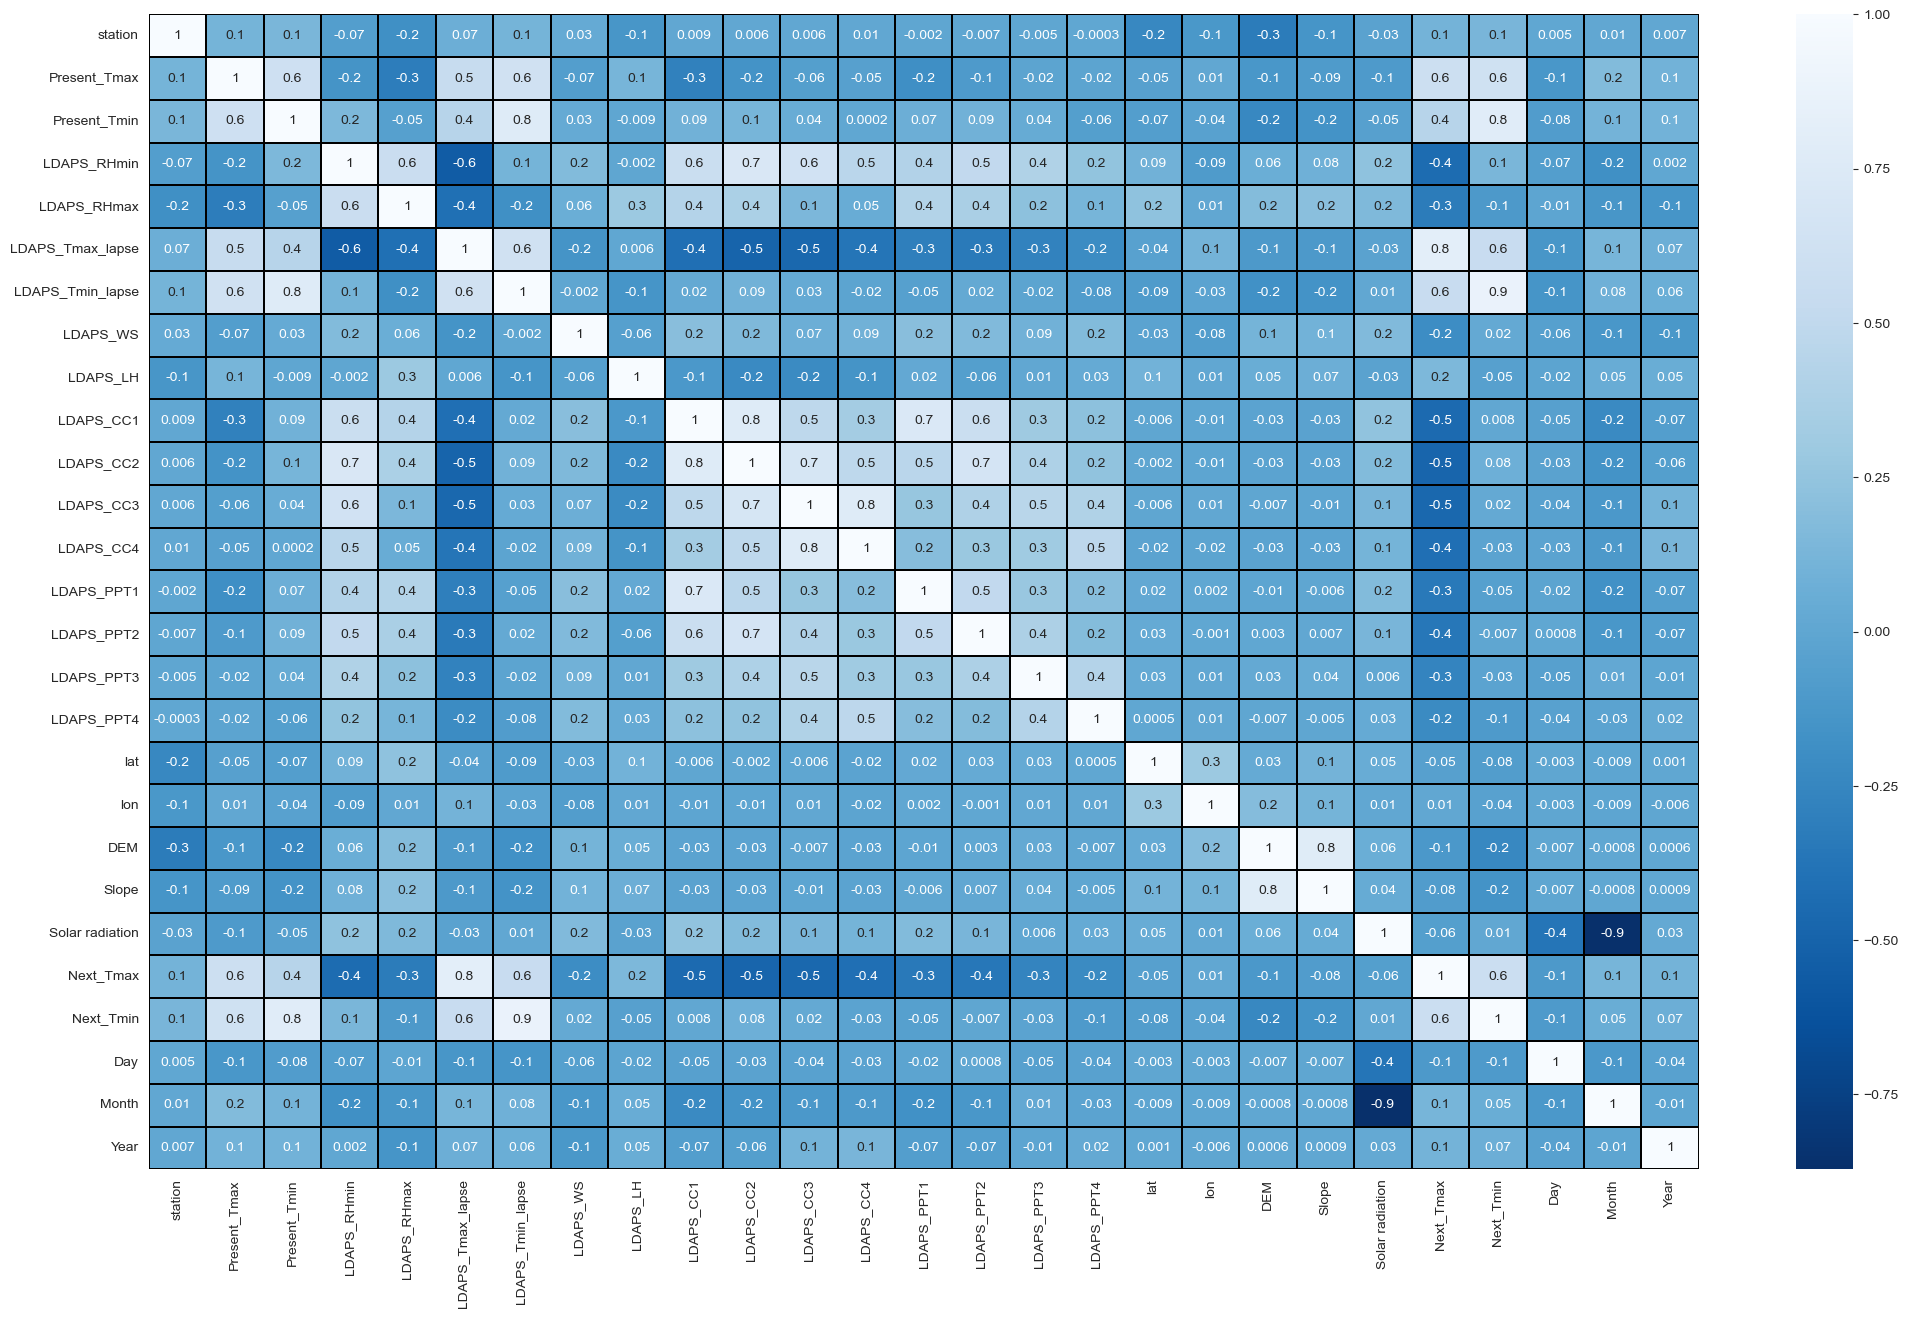 station 1 0.1 0.1 -0.07 -0.2 0.07 0.1 0.03 -0.1 0.009 0.006 0.006 0.01 -0.002 -0.007 -0.005 -0.0003 -0.2 -0.1 -0.3 -0.1 -0.03 0.1 0.1 0.005 0.01 0.007
Present_Tmax 0.1 1 0.6 -0.2 -0.3 0.5 0.6 -0.07 0.1 -0.3 -0.2 -0.06 -0.05 -0.2 -0.1 -0.02 -0.02 -0.05 0.01 -0.1 -0.09 -0.1 0.6 0.6 -0.1 0.2 0.1
Present_Tmin 0.1 0.6 1 0.2 -0.05 0.4 0.8 0.03 -0.009 0.09 0.1 0.04 0.0002 0.07 0.09 0.04 -0.06 -0.07 -0.04 -0.2 -0.2 -0.05 0.4 0.8 -0.08 0.1 0.1
LDAPS_RHmin -0.07 -0.2 0.2 1 0.6 -0.6 0.1 0.2 -0.002 0.6 0.7 0.6 0.5 0.4 0.5 0.4 0.2 0.09 -0.09 0.06 0.08 0.2 -0.4 0.1 -0.07 -0.2 0.002
LDAPS_RHmax -0.2 -0.3 -0.05 0.6 1 -0.4 -0.2 0.06 0.3 0.4 0.4 0.1 0.05 0.4 0.4 0.2 0.1 0.2 0.01 0.2 0.2 0.2 -0.3 -0.1 -0.01 -0.1 -0.1
LDAPS_Tmax_lapse 0.07 0.5 0.4 -0.6 -0.4 1 0.6 -0.2 0.006 -0.4 -0.5 -0.5 -0.4 -0.3 -0.3 -0.3 -0.2 -0.04 0.1 -0.1 -0.1 -0.03 0.8 0.6 -0.1 0.1 0.07
LDAPS_Tmin_lapse 0.1 0.6 0.8 0.1 -0.2 0.6 1 -0.002 -0.1 0.02 0.09 0.03 -0.02 -0.05 0.02 -0.02 -0.08 -0.09 -0.03 -0.2 -0.2 0.01 0.6 0.9 -0.1 0.08 0.06
LDAPS_WS 0.03 -0.07 0.03 0.2 0.06 -0.2 -0.002 1 -0.06 0.2 0.2 0.07 0.09 0.2 0.2 0.09 0.2 -0.03 -0.08 0.1 0.1 0.2 -0.2 0.02 -0.06 -0.1 -0.1
LDAPS_LH -0.1 0.1 -0.009 -0.002 0.3 0.006 -0.1 -0.06 1 -0.1 -0.2 -0.2 -0.1 0.02 -0.06 0.01 0.03 0.1 0.01 0.05 0.07 -0.03 0.2 -0.05 -0.02 0.05 0.05
LDAPS_CC1 0.009 -0.3 0.09 0.6 0.4 -0.4 0.02 0.2 -0.1 1 0.8 0.5 0.3 0.7 0.6 0.3 0.2 -0.006 -0.01 -0.03 -0.03 0.2 -0.5 0.008 -0.05 -0.2 -0.07
LDAPS_CC2 0.006 -0.2 0.1 0.7 0.4 -0.5 0.09 0.2 -0.2 0.8 1 0.7 0.5 0.5 0.7 0.4 0.2 -0.002 -0.01 -0.03 -0.03 0.2 -0.5 0.08 -0.03 -0.2 -0.06
LDAPS_CC3 0.006 -0.06 0.04 0.6 0.1 -0.5 0.03 0.07 -0.2 0.5 0.7 1 0.8 0.3 0.4 0.5 0.4 -0.006 0.01 -0.007 -0.01 0.1 -0.5 0.02 -0.04 -0.1 0.1
LDAPS_CC4 0.01 -0.05 0.0002 0.5 0.05 -0.4 -0.02 0.09 -0.1 0.3 0.5 0.8 1 0.2 0.3 0.3 0.5 -0.02 -0.02 -0.03 -0.03 0.1 -0.4 -0.03 -0.03 -0.1 0.1
LDAPS_PPT1 -0.002 -0.2 0.07 0.4 0.4 -0.3 -0.05 0.2 0.02 0.7 0.5 0.3 0.2 1 0.5 0.3 0.2 0.02 0.002 -0.01 -0.006 0.2 -0.3 -0.05 -0.02 -0.2 -0.07
LDAPS_PPT2 -0.007 -0.1 0.09 0.5 0.4 -0.3 0.02 0.2 -0.06 0.6 0.7 0.4 0.3 0.5 1 0.4 0.2 0.03 -0.001 0.003 0.007 0.1 -0.4 -0.007 0.0008 -0.1 -0.07
LDAPS_PPT3 -0.005 -0.02 0.04 0.4 0.2 -0.3 -0.02 0.09 0.01 0.3 0.4 0.5 0.3 0.3 0.4 1 0.4 0.03 0.01 0.03 0.04 0.006 -0.3 -0.03 -0.05 0.01 -0.01
LDAPS_PPT4 -0.0003 -0.02 -0.06 0.2 0.1 -0.2 -0.08 0.2 0.03 0.2 0.2 0.4 0.5 0.2 0.2 0.4 1 0.0005 0.01 -0.007 -0.005 0.03 -0.2 -0.1 -0.04 -0.03 0.02
lat -0.2 -0.05 -0.07 0.09 0.2 -0.04 -0.09 -0.03 0.1 -0.006 -0.002 -0.006 -0.02 0.02 0.03 0.03 0.0005 1 0.3 0.03 0.1 0.05 -0.05 -0.08 -0.003 -0.009 0.001
lon -0.1 0.01 -0.04 -0.09 0.01 0.1 -0.03 -0.08 0.01 -0.01 -0.01 0.01 -0.02 0.002 -0.001 0.01 0.01 0.3 1 0.2 0.1 0.01 0.01 -0.04 -0.003 -0.009 -0.006
DEM -0.3 -0.1 -0.2 0.06 0.2 -0.1 -0.2 0.1 0.05 -0.03 -0.03 -0.007 -0.03 -0.01 0.003 0.03 -0.007 0.03 0.2 1 0.8 0.06 -0.1 -0.2 -0.007 -0.0008 0.0006
Slope -0.1 -0.09 -0.2 0.08 0.2 -0.1 -0.2 0.1 0.07 -0.03 -0.03 -0.01 -0.03 -0.006 0.007 0.04 -0.005 0.1 0.1 0.8 1 0.04 -0.08 -0.2 -0.007 -0.0008 0.0009
Solar radiation -0.03 -0.1 -0.05 0.2 0.2 -0.03 0.01 0.2 -0.03 0.2 0.2 0.1 0.1 0.2 0.1 0.006 0.03 0.05 0.01 0.06 0.04 1 -0.06 0.01 -0.4 -0.9 0.03
Next_Tmax 0.1 0.6 0.4 -0.4 -0.3 0.8 0.6 -0.2 0.2 -0.5 -0.5 -0.5 -0.4 -0.3 -0.4 -0.3 -0.2 -0.05 0.01 -0.1 -0.08 -0.06 1 0.6 -0.1 0.1 0.1
Next_Tmin 0.1 0.6 0.8 0.1 -0.1 0.6 0.9 0.02 -0.05 0.008 0.08 0.02 -0.03 -0.05 -0.007 -0.03 -0.1 -0.08 -0.04 -0.2 -0.2 0.01 0.6 1 -0.1 0.05 0.07
Day 0.005 -0.1 -0.08 -0.07 -0.01 -0.1 -0.1 -0.06 -0.02 -0.05 -0.03 -0.04 -0.03 -0.02 0.0008 -0.05 -0.04 -0.003 -0.003 -0.007 -0.007 -0.4 -0.1 -0.1 1 -0.1 -0.04
Month 0.01 0.2 0.1 -0.2 -0.1 0.1 0.08 -0.1 0.05 -0.2 -0.2 -0.1 -0.1 -0.2 -0.1 0.01 -0.03 -0.009 -0.009 -0.0008 -0.0008 -0.9 0.1 0.05 -0.1 1 -0.01
Year 0.007 0.1 0.1 0.002 -0.1 0.07 0.06 -0.1 0.05 -0.07 -0.06 0.1 0.1 -0.07 -0.07 -0.01 0.02 0.001 -0.006 0.0006 0.0009 0.03 0.1 0.07 -0.04 -0.01 1
station
Present_Tmax
Present_Tmin
LDAPS_RHmin
LDAPS_RHmax
LDAPS_Tmax_lapse
LDAPS_Tmin_lapse
LDAPS_WS
LDAPS_LH
LDAPS_CC1
LDAPS_CC2
LDAPS_CC3
LDAPS_CC4
LDAPS_PPT1
LDAPS_PPT2
LDAPS_PPT3
LDAPS_PPT4
lat
lon
DEM
Slope
Solar radiation
Next_Tmax
Next_Tmin
Day
Month
Year
1.00
0.75
0.50
0.25
0.00
−0.25
−0.50
−0.75